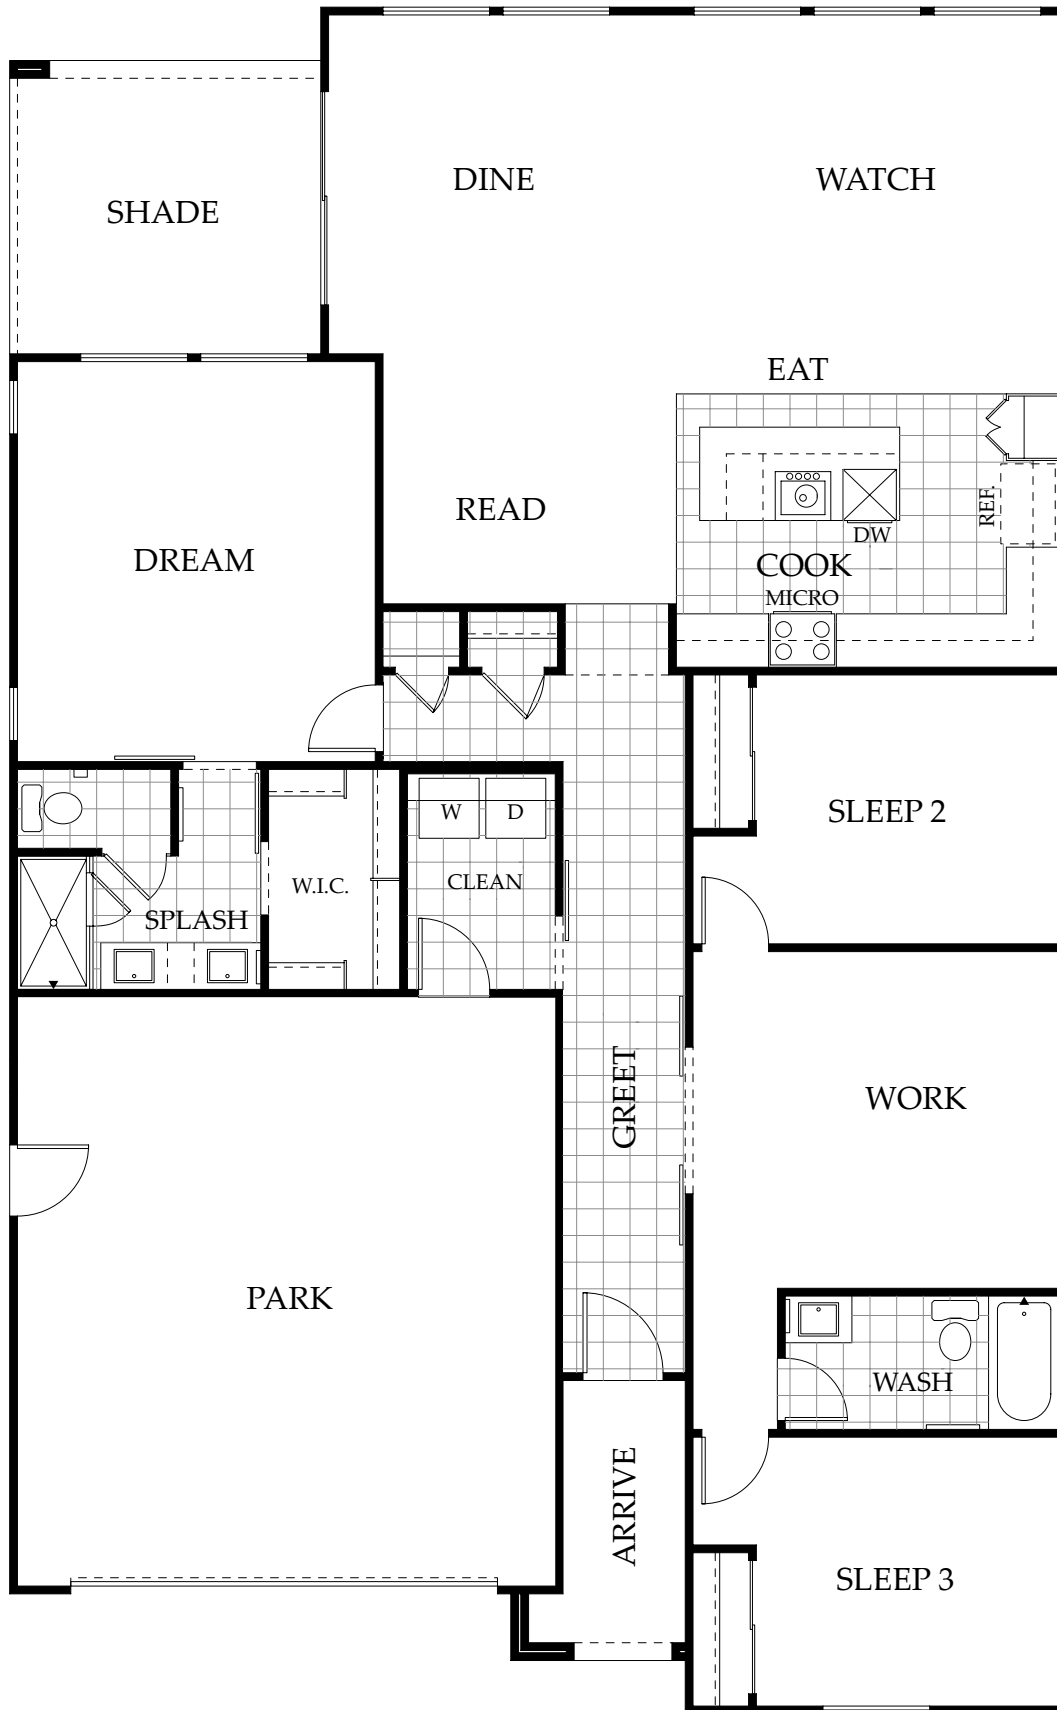 DINE
WATCH
SHADE
EAT
READ
REF.
DW
DREAM
COOK
MICRO
W
D
SLEEP 2
CLEAN
W.I.C.
SPLASH
GREET
WORK
PARK
WASH
ARRIVE
SLEEP 3